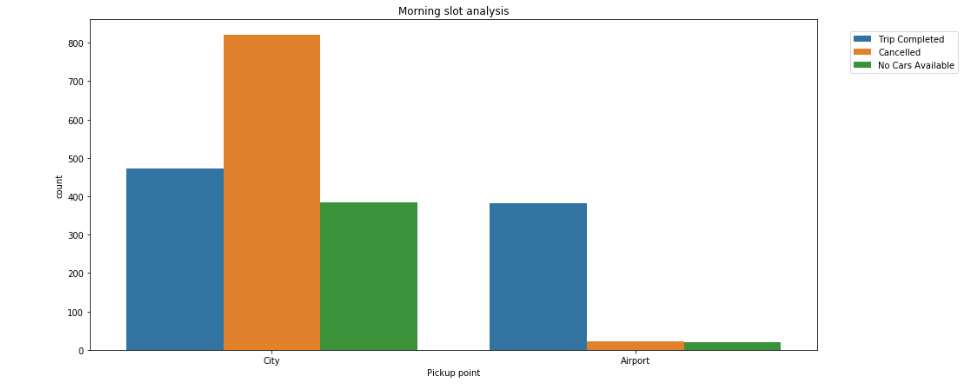 Morning slot analysis
Trip Completed
Cancelled
No Cars Available
count
800
700
600
500
400
300
200
100
0
City
Airport
Pickup point